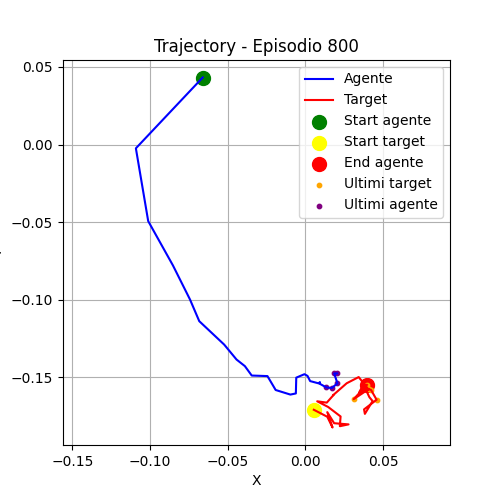 Trajectory - Episodio 800
0.05
0.00
−0.05
−0.10
−0.15
−0.15
−0.10
−0.05
0.00
0.05
X
Agente
Target
Start agente
Start target
End agente
Ultimi target
Ultimi agente